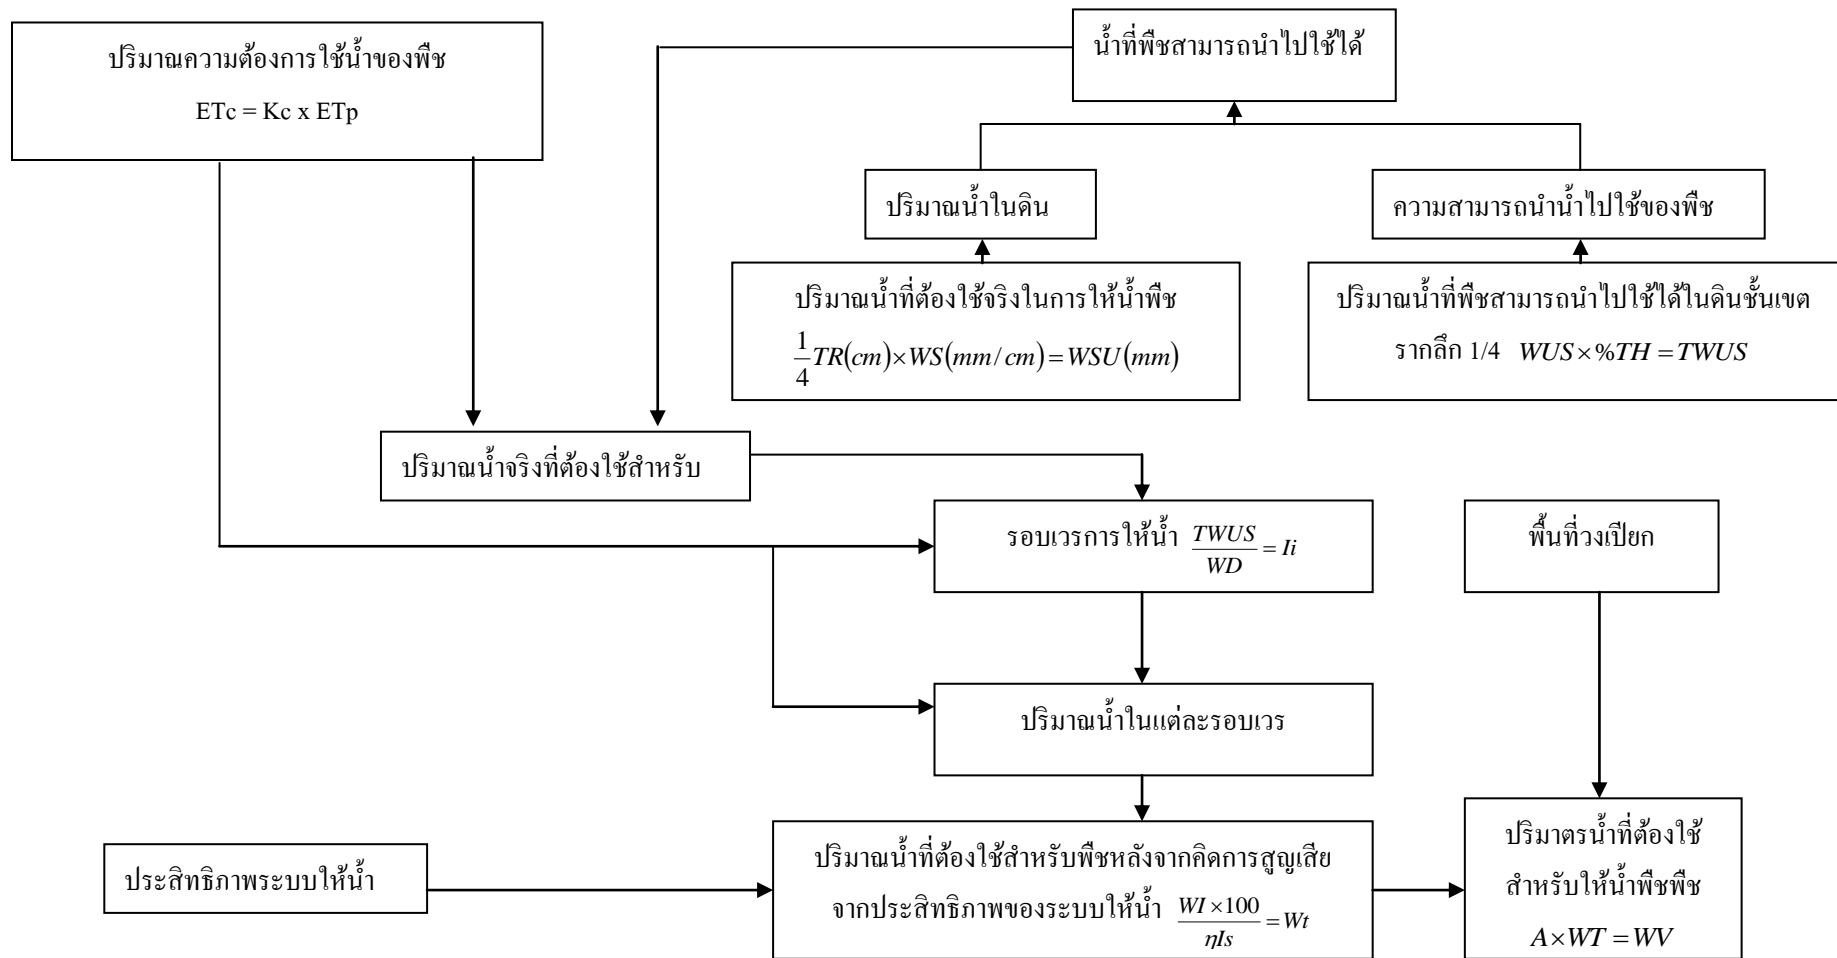 ปริมาณความต้องการใช้น้ำของพืช
ETc = Kc x ETp
น้ำที่พืชสามารถนำไปใช้ได้
ปริมาณน้ำในดิน
ความสามารถนำน้ำไปใช้ของพืช
ปริมาณน้ำที่ต้องใช้จริงในการให้น้ำพืช
\frac{1}{4}TR(cm)×WS(mm/cm)=WSU(mm)
ปริมาณน้ำที่พืชสามารถนำไปใช้ได้ในดินชั้นเขต
รากลึก 1/4 WUS×%TH=TWUS
ปริมาณน้ำจริงที่ต้องใช้สำหรับ
รอบเวรการให้น้ำ \frac{TWUS}{WD}=Ii
พื้นที่วงเปียก
ปริมาณน้ำในแต่ละรอบเวร
ประสิทธิภาพระบบให้น้ำ
ปริมาณน้ำที่ต้องใช้สำหรับพืชหลังจากคิดการสูญเสีย
จากประสิทธิภาพของระบบให้น้ำ \frac{WI×100}{ηIs}=Wt
ปริมาตรน้ำที่ต้องใช้
สำหรับให้น้ำพืชพืช
A×WT=WV